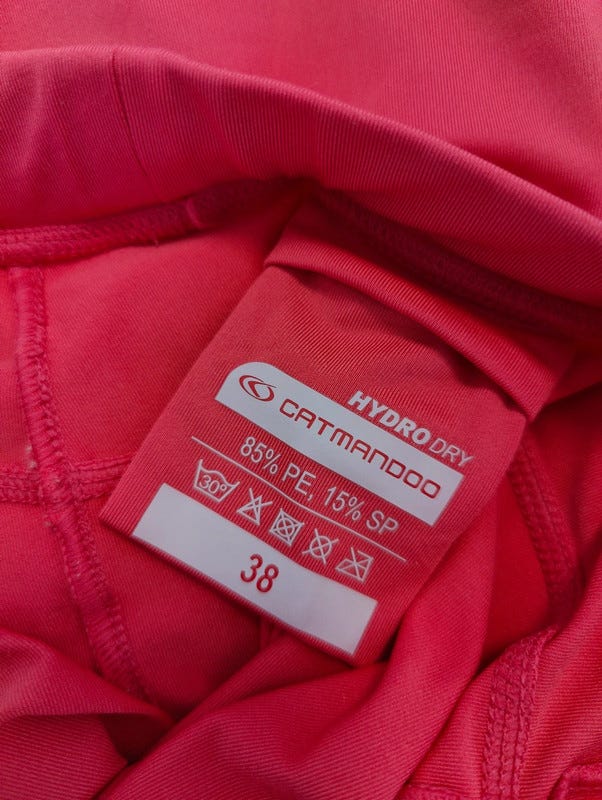 HYDRO DRY
CATMANDOO
85% PE, 15% SP
30°
38